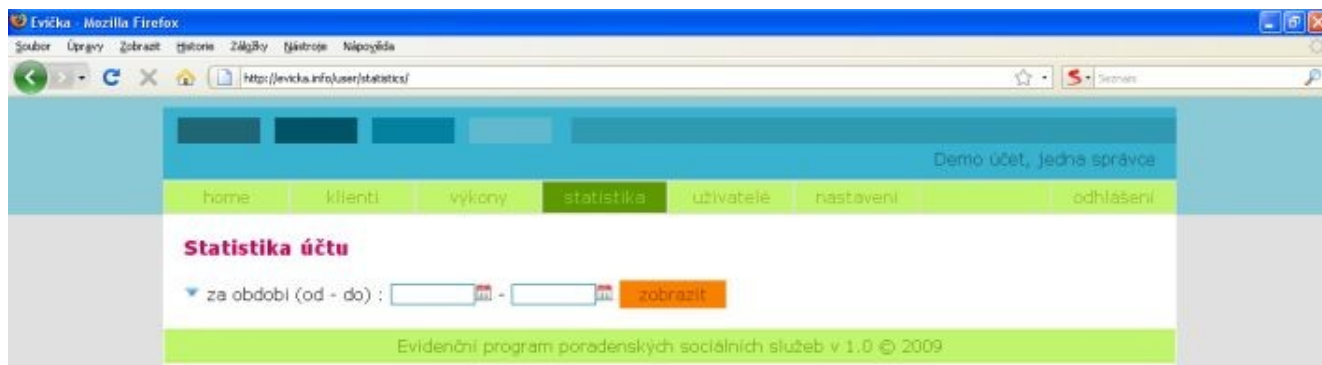 Evička - Mozilla Firefox
Soubor Úpravy Zobrazit Historie Záložky Nástroje Nápověda
http://evicka.info/user/statistics/ Seznam
Demo účet, jedna správce
home klienti výkony statistika uživatelé nastavení odhlášení
Statistika účtu
za období (od - do) : - zobrazit
Evidenční program poradenských sociálních služeb v 1.0 © 2009